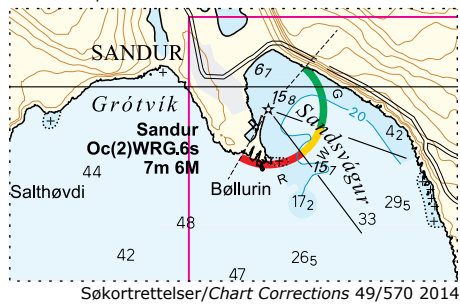 SANDUR
6₇
Grótvík
15₈
G
20
Sandur
Oc(2)WRG.6s
7m 6M
Sandsvágur
4₂
W
15₁
44
Bøllurin
R
Salthøvdi
17₂
29₅
48
33
42
26₅
47
Søkortrettelser/Chart Corrections 49/570 2014